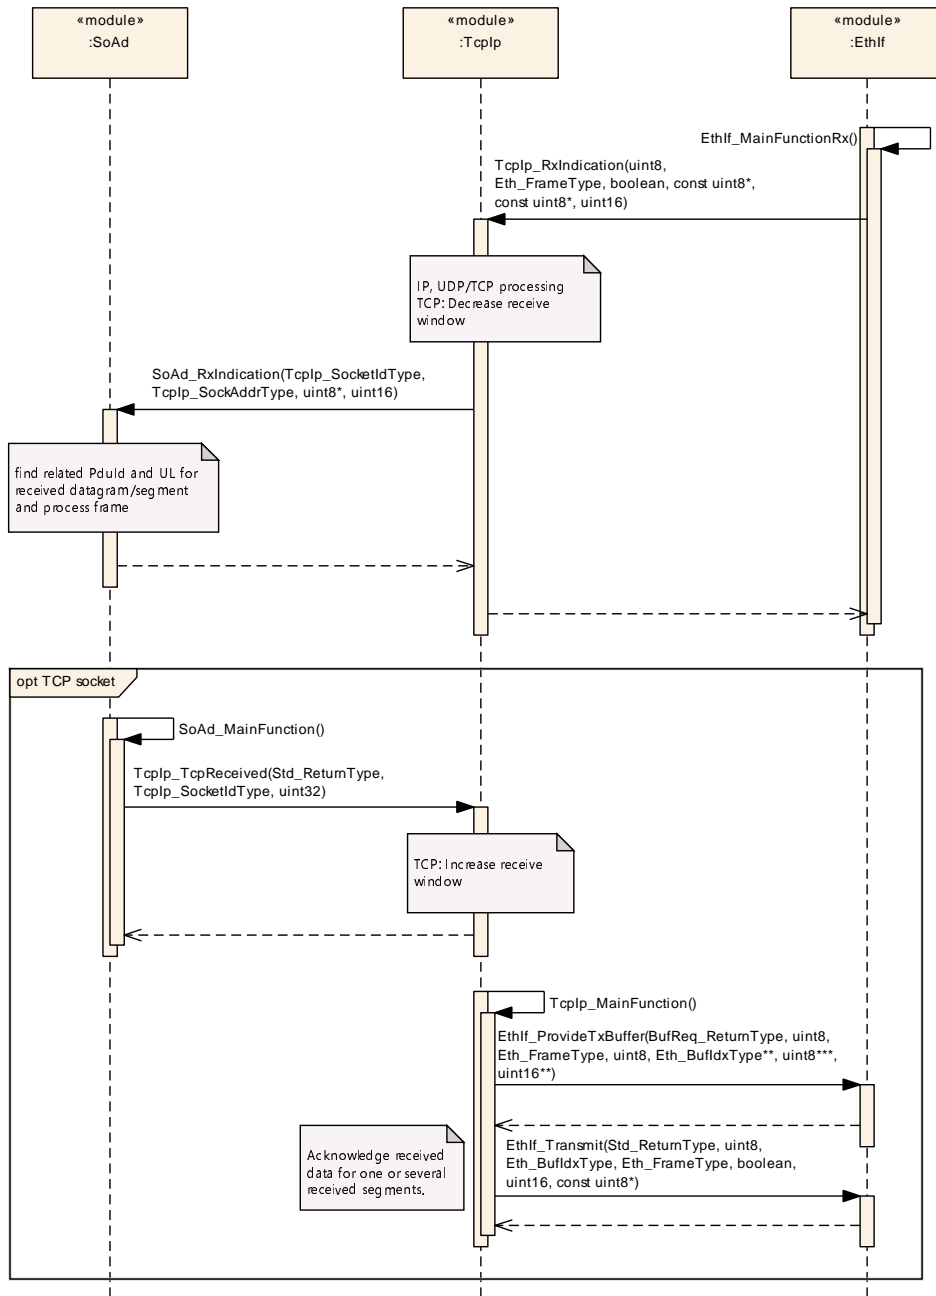 «module»
:SoAd
«module»
:TcpIp
«module»
:EthIf
EthIf_MainFunctionRx()
TcpIp_RxIndication(uint8,
Eth_FrameType, boolean, const uint8*,
const uint8*, uint16)
IP, UDP/TCP processing
TCP: Decrease receive
window
SoAd_RxIndication(TcpIp_SocketIdType,
TcpIp_SockAddrType, uint8*, uint16)
find related PduId and UL for
received datagram/segment
and process frame
opt TCP socket
SoAd_MainFunction()
TcpIp_TcpReceived(Std_ReturnType,
TcpIp_SocketIdType, uint32)
TCP: Increase receive
window
TcpIp_MainFunction()
EthIf_ProvideTxBuffer(BufReq_ReturnType, uint8,
Eth_FrameType, uint8, Eth_BufIdxType**, uint8***,
uint16**)
Acknowledge received
data for one or several
received segments.
EthIf_Transmit(Std_ReturnType, uint8,
Eth_BufIdxType, Eth_FrameType, boolean,
uint16, const uint8*)